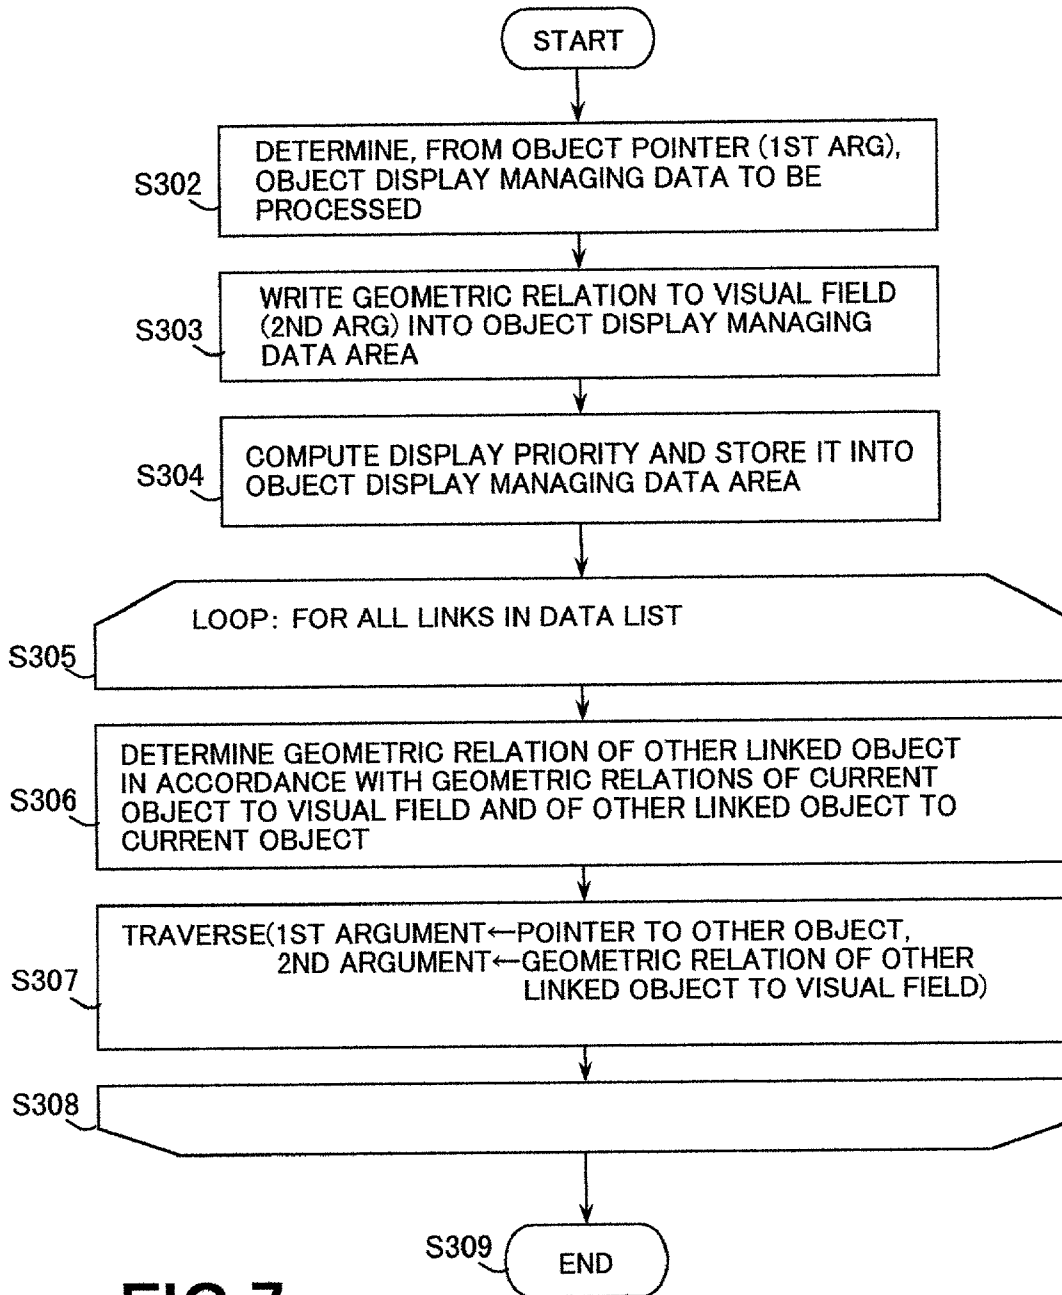 START
S302
DETERMINE, FROM OBJECT POINTER (1ST ARG),
OBJECT DISPLAY MANAGING DATA TO BE
PROCESSED
S303
WRITE GEOMETRIC RELATION TO VISUAL FIELD
(2ND ARG) INTO OBJECT DISPLAY MANAGING
DATA AREA
S304
COMPUTE DISPLAY PRIORITY AND STORE IT INTO
OBJECT DISPLAY MANAGING DATA AREA
S305
LOOP: FOR ALL LINKS IN DATA LIST
S306
DETERMINE GEOMETRIC RELATION OF OTHER LINKED OBJECT
IN ACCORDANCE WITH GEOMETRIC RELATIONS OF CURRENT
OBJECT TO VISUAL FIELD AND OF OTHER LINKED OBJECT TO
CURRENT OBJECT
S307
TRAVERSE(1ST ARGUMENT←POINTER TO OTHER OBJECT,
2ND ARGUMENT←GEOMETRIC RELATION OF OTHER
LINKED OBJECT TO VISUAL FIELD)
S308
S309
END
FIG.7